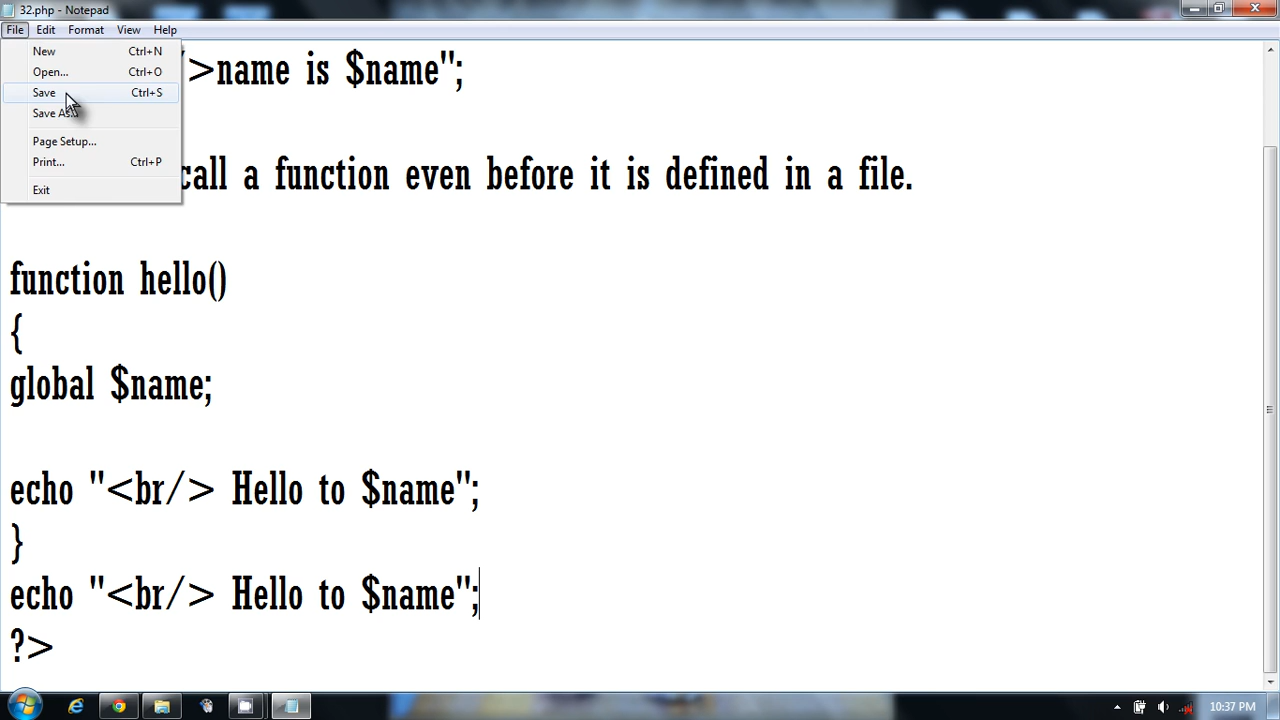 32.php - Notepad
File Edit Format View Help
New Ctrl+N
Open... Ctrl+O
Save Ctrl+S
Save As...
Page Setup...
Print... Ctrl+P
Exit
>name is $name";
call a function even before it is defined in a file.
function hello()
{
global $name;
echo "<br/> Hello to $name";
}
echo "<br/> Hello to $name";
?>
10:37 PM